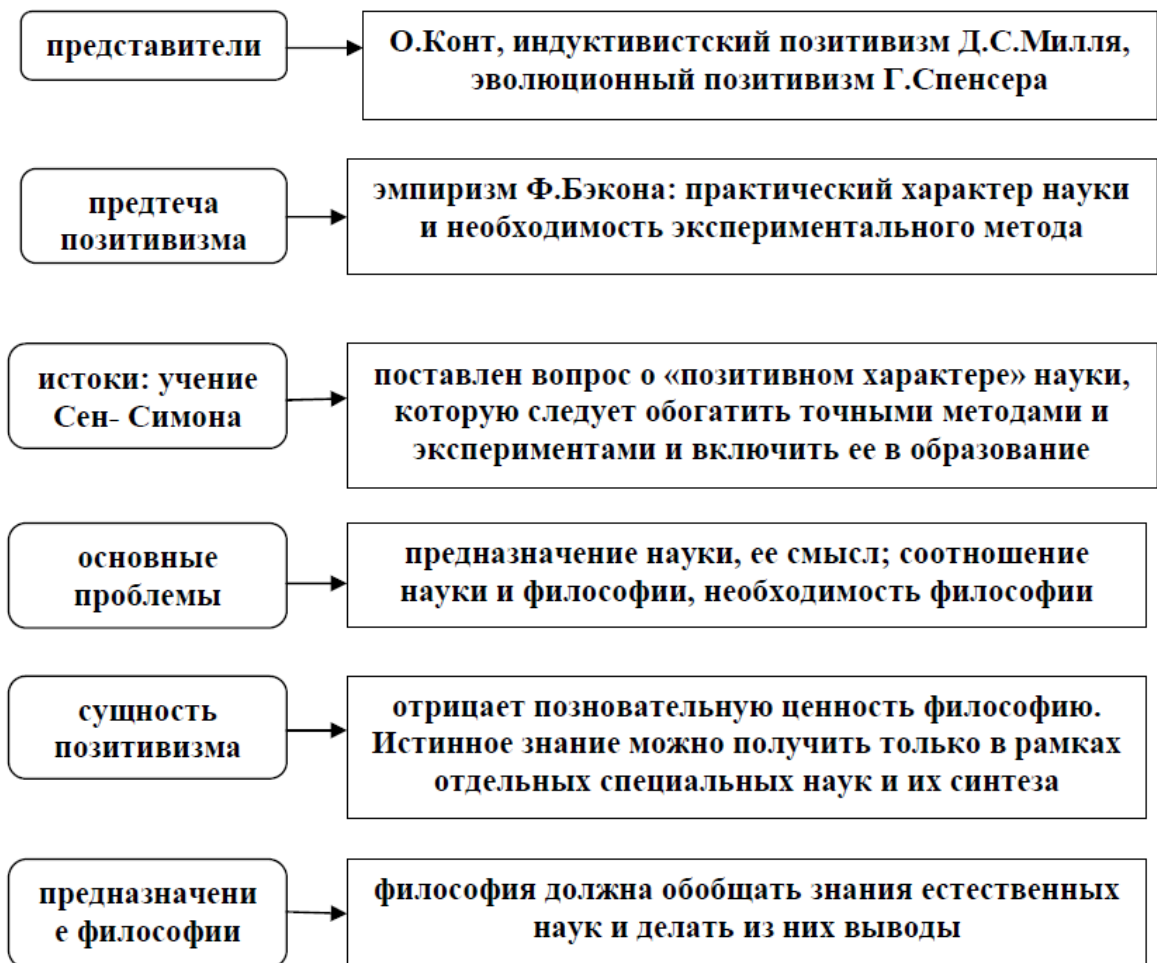 представители
О.Конт, индуктивистский позитивизм Д.С.Милля,
эволюционный позитивизм Г.Спенсера
предтеча
позитивизма
эмпиризм Ф.Бэкона: практический характер науки
и необходимость экспериментального метода
истоки: учение
Сен- Симона
поставлен вопрос о «позитивном характере» науки,
которую следует обогатить точными методами и
экспериментами и включить ее в образование
основные
проблемы
предназначение науки, ее смысл; соотношение
науки и философии, необходимость философии
сущность
позитивизма
отрицает позновательную ценность философию.
Истинное знание можно получить только в рамках
отдельных специальных наук и их синтеза
предназначени
е философии
философия должна обобщать знания естественных
наук и делать из них выводы